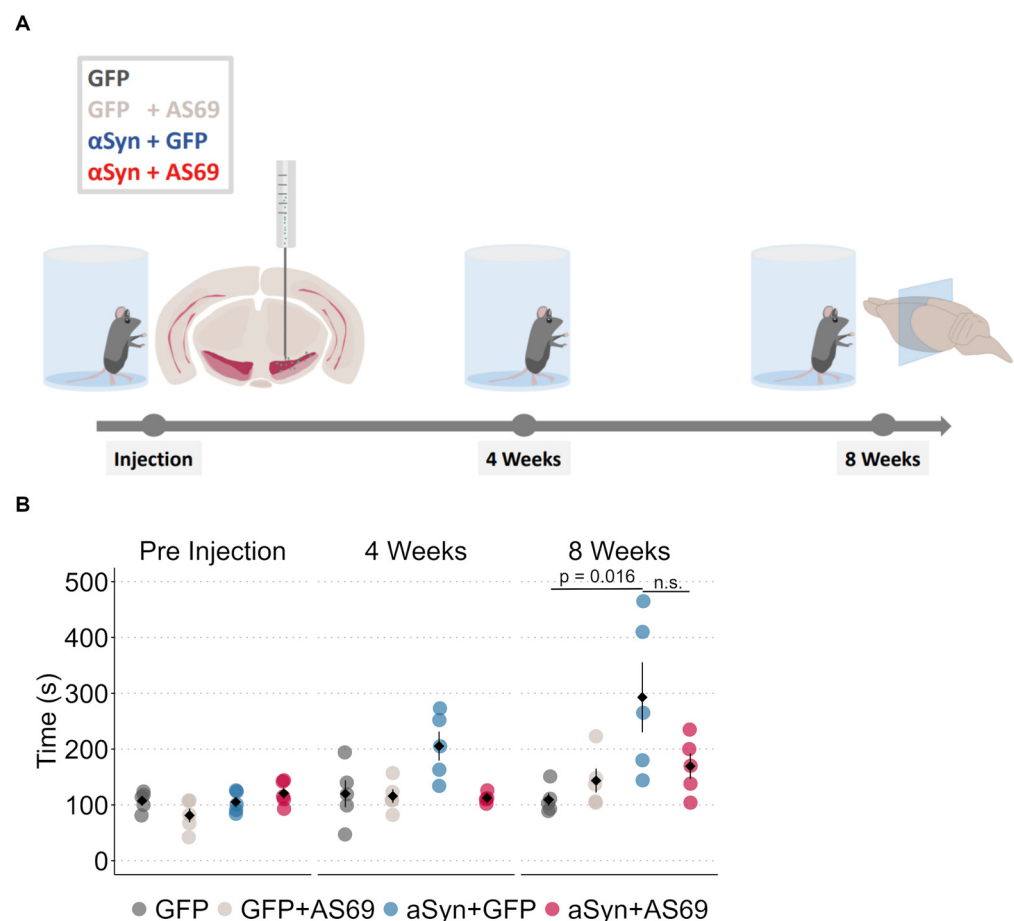 A
GFP
GFP + AS69
αSyn + GFP
αSyn + AS69
Injection
4 Weeks
8 Weeks
B
Pre Injection
4 Weeks
8 Weeks
p = 0.016
n.s.
Time (s)
500
400
300
200
100
0
GFP
GFP+AS69
aSyn+GFP
aSyn+AS69